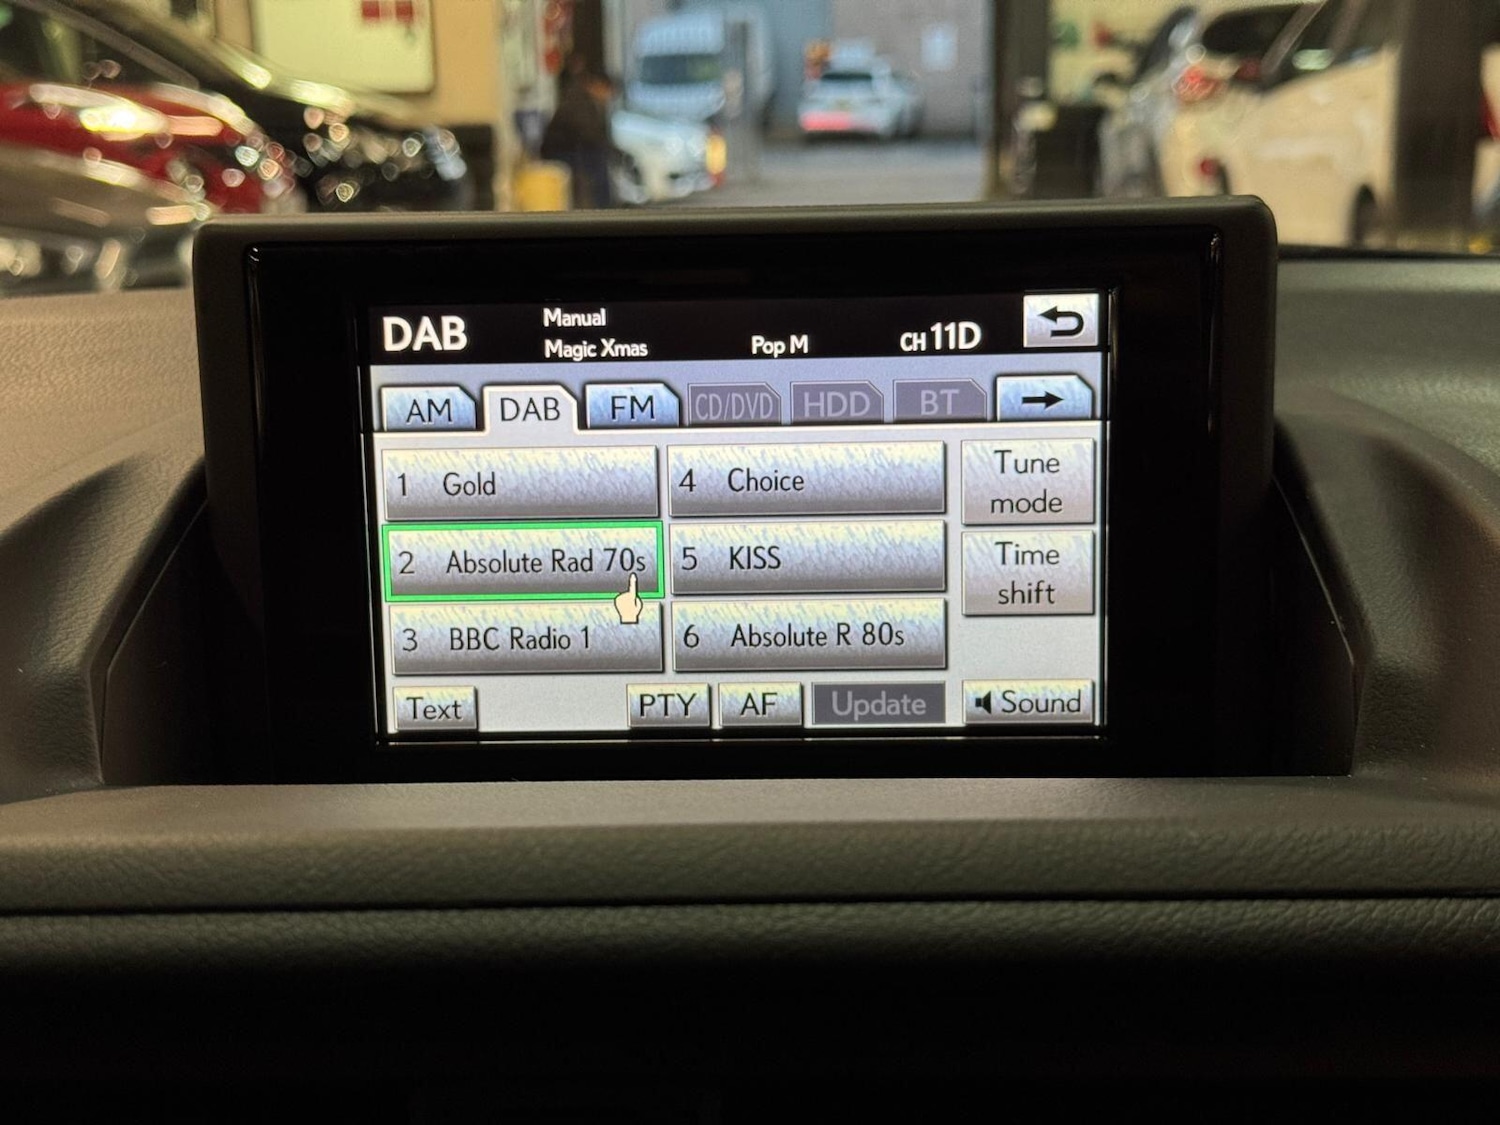 DAB
Manual
Magic Xmas
Pop M
CH 11D
AM
DAB
FM
CD/DVD
HDD
BT
1 Gold
4 Choice
Tune
mode
2 Absolute Rad 70s
5 KISS
Time
shift
3 BBC Radio 1
6 Absolute R 80s
Text
PTY
AF
Update
Sound